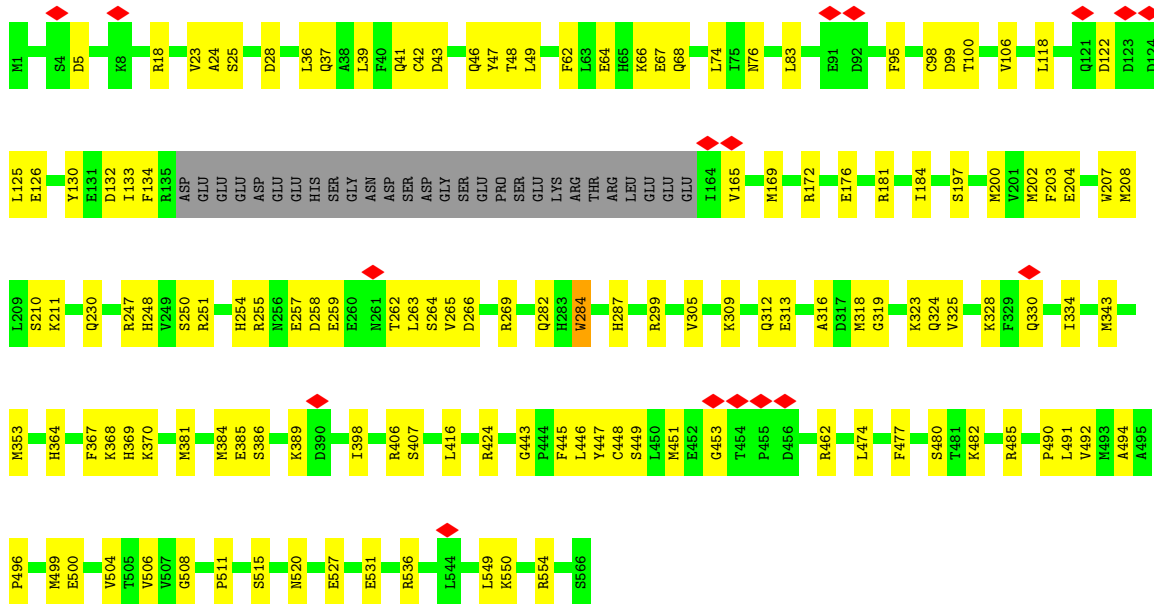 M1 S4 D5 K8 R18 V23 A24 S25 D28 L36 Q37 A38 L39 F40 Q41 C42 D43 Q46 Y47 T48 L49 F62 L63 E64 H65 K66 E67 Q68 L74 I75 N76 L83 E91 D92 F95 C98 D99 T100 V106 L118 Q121 D122 D123 D124
L125 E126 Y130 E131 D132 I133 F134 R135 ASP GLU GLU GLU ASP GLU GLU HIS SER GLY ASN ASP SER ASP GLY SER GLU PRO SER GLU LYS ARG THR ARG LEU GLU GLU GLU I164 V165 M169 R172 E176 R181 I184 S197 M200 V201 M202 F203 E204 W207 M208
L209 S210 K211 Q230 R247 H248 V249 S250 R251 H254 R255 N256 E257 D258 E259 E260 N261 T262 L263 S264 V265 D266 R269 Q282 H283 W284 H287 R299 V305 K309 Q312 E313 A316 D317 M318 G319 K323 Q324 V325 K328 F329 Q330 I334 M343
M353 H364 F367 K368 H369 K370 M381 M384 E385 S386 K389 D390 I398 R406 S407 L416 R424 G443 P444 F445 L446 Y447 C448 S449 L450 M451 E452 G453 T454 P455 D456 R462 L474 F477 S480 T481 K482 R485 P490 L491 V492 M493 A494 A495
P496 M499 E500 V504 T505 V506 V507 G508 P511 S515 N520 E527 E531 R536 L544 L549 K550 R554 S566